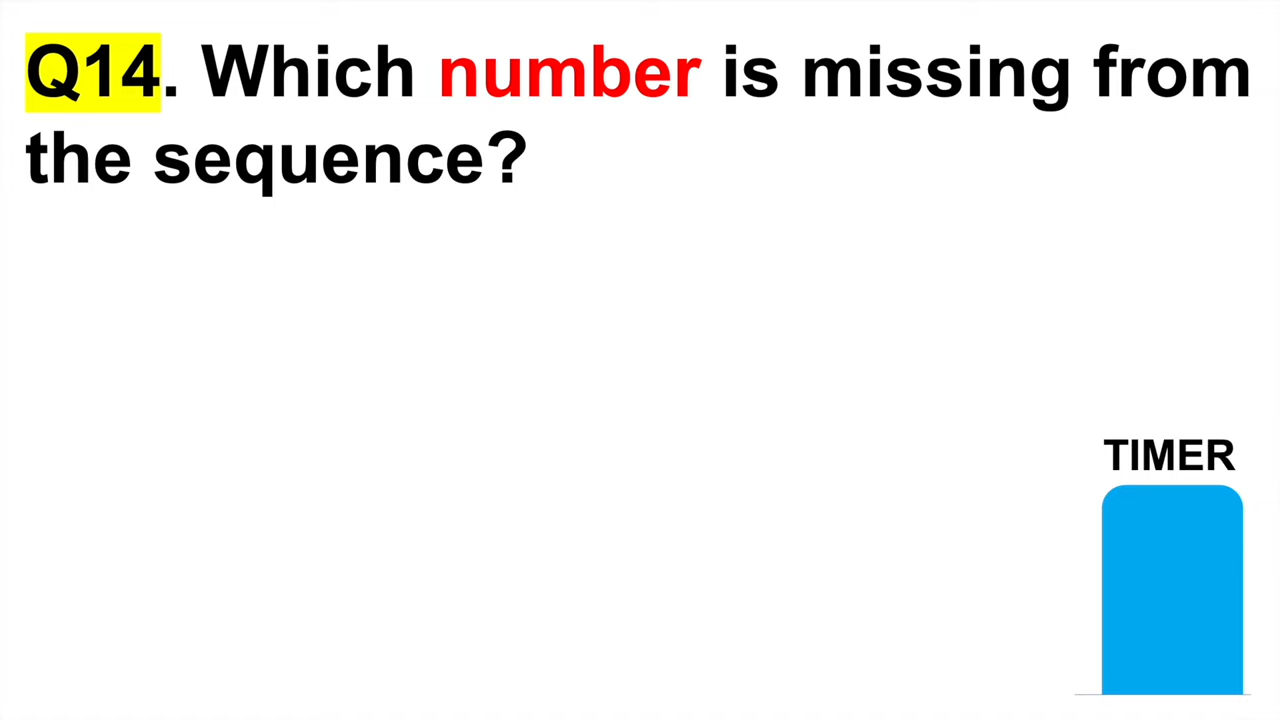 Q14. Which number is missing from
the sequence?
TIMER